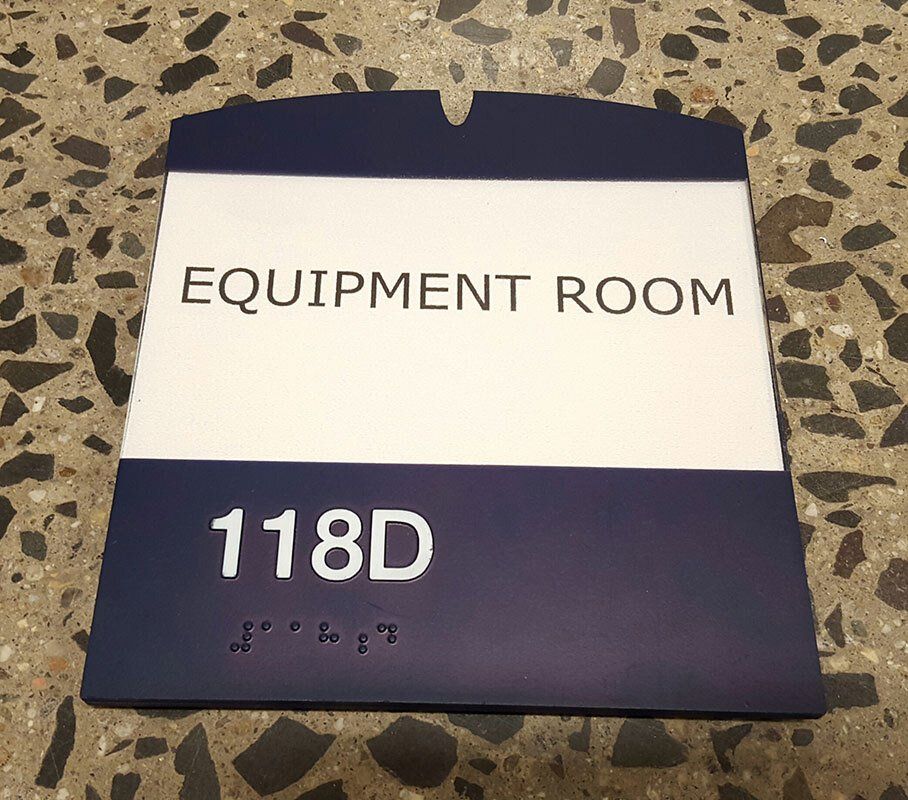 EQUIPMENT ROOM
118D
⠼⠁⠁⠓⠰⠙